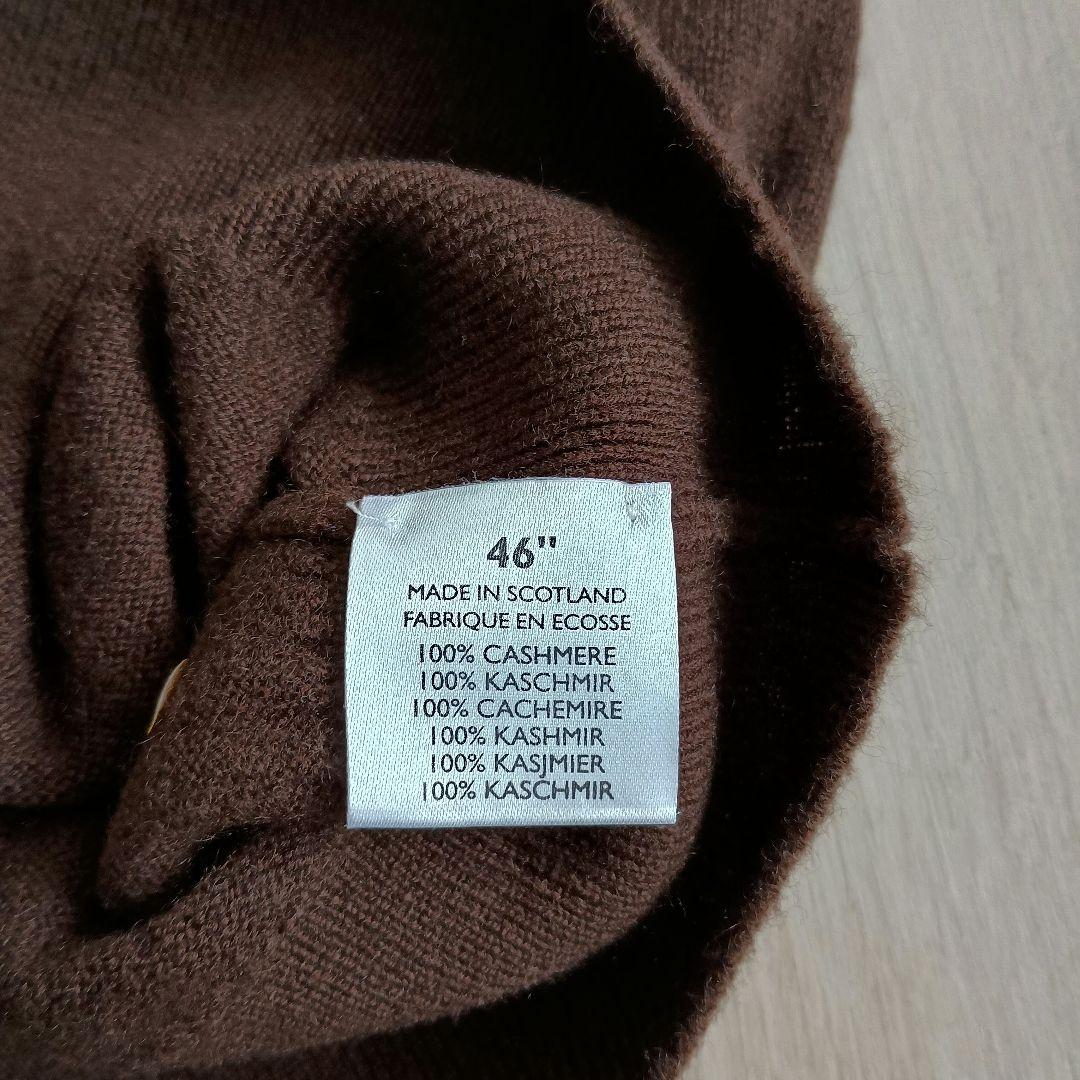 46"
MADE IN SCOTLAND
FABRIQUE EN ECOSSE
100% CASHMERE
100% KASCHMIR
100% CACHEMIRE
100% KASHMIR
100% KASJMIER
100% KASCHMIR